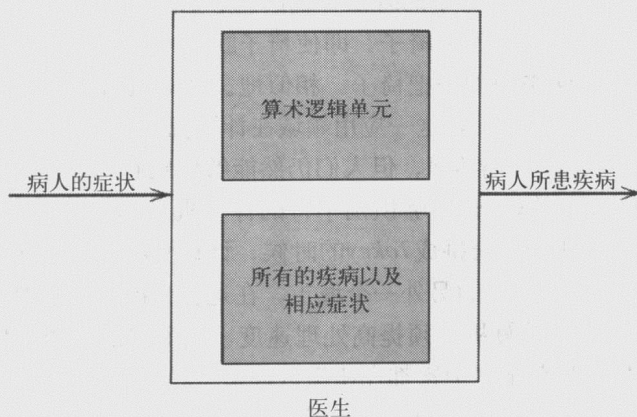 算术逻辑单元
病人的症状
病人所患疾病
所有的疾病以及
相应症状
医生